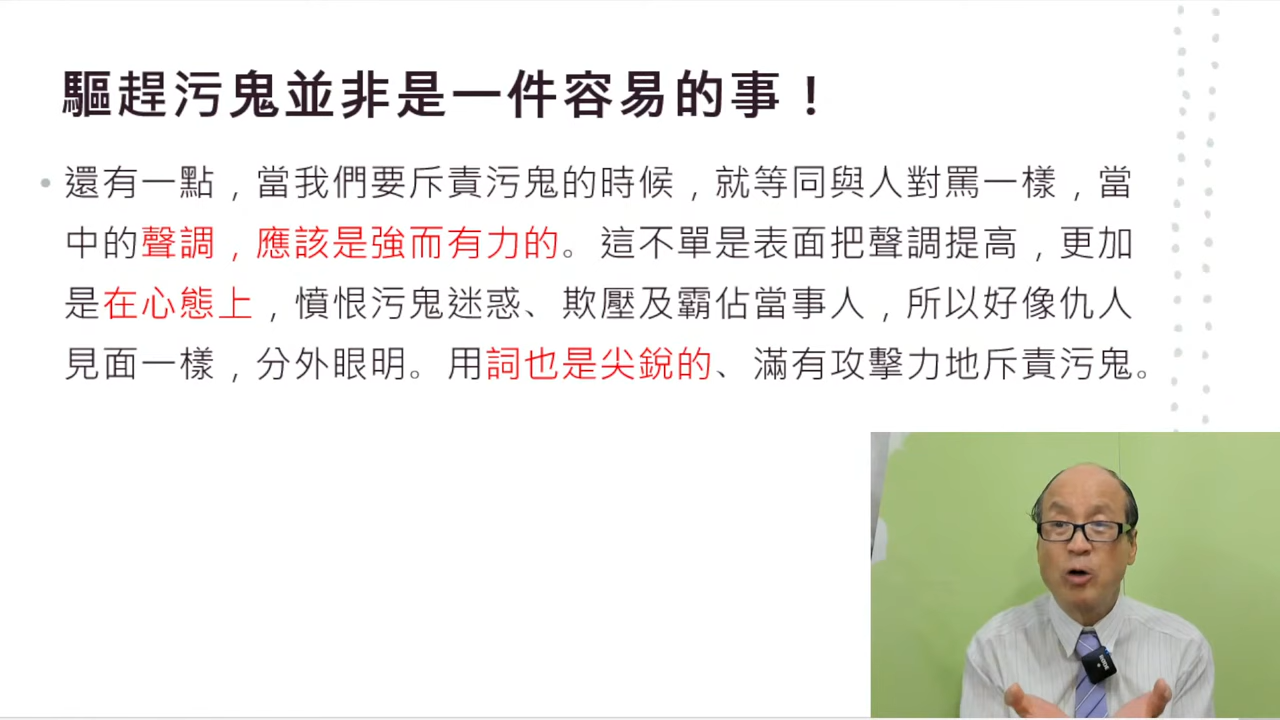 驅趕污鬼並非是一件容易的事！
還有一點，當我們要斥責污鬼的時候，就等同與人對罵一樣，當
中的聲調，應該是強而有力的。這不單是表面把聲調提高，更加
是在心態上，憤恨污鬼迷惑、欺壓及霸佔當事人，所以好像仇人
見面一樣，分外眼明。用詞也是尖銳的、滿有攻擊力地斥責污鬼。